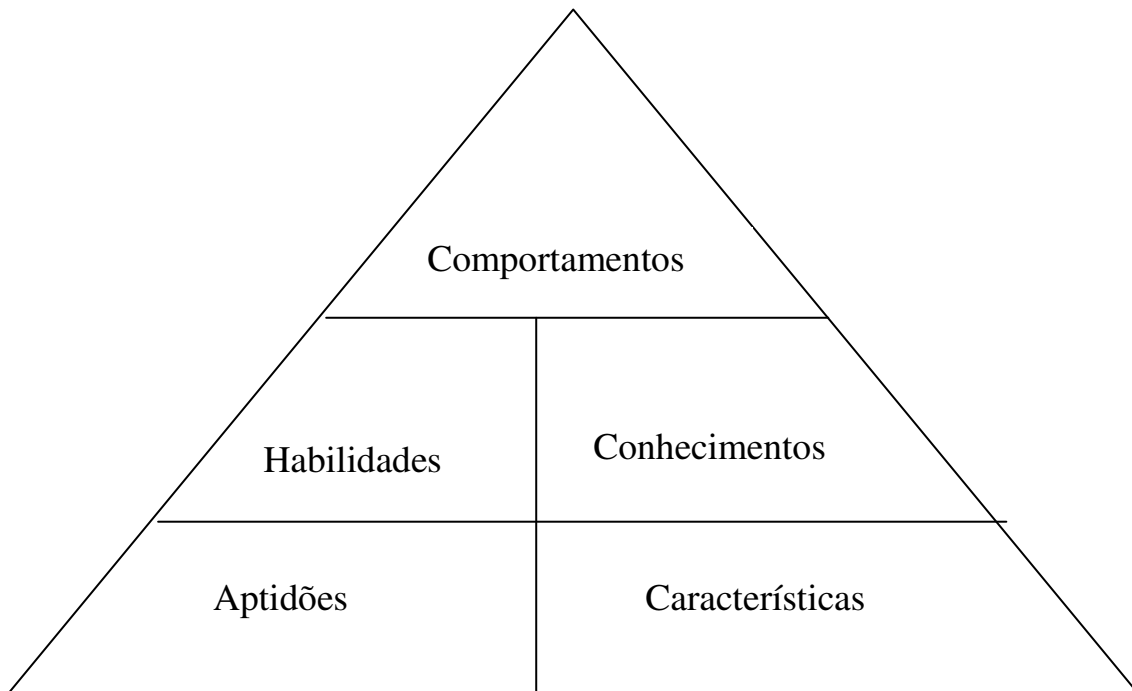 Comportamentos
Habilidades
Conhecimentos
Aptidões
Características